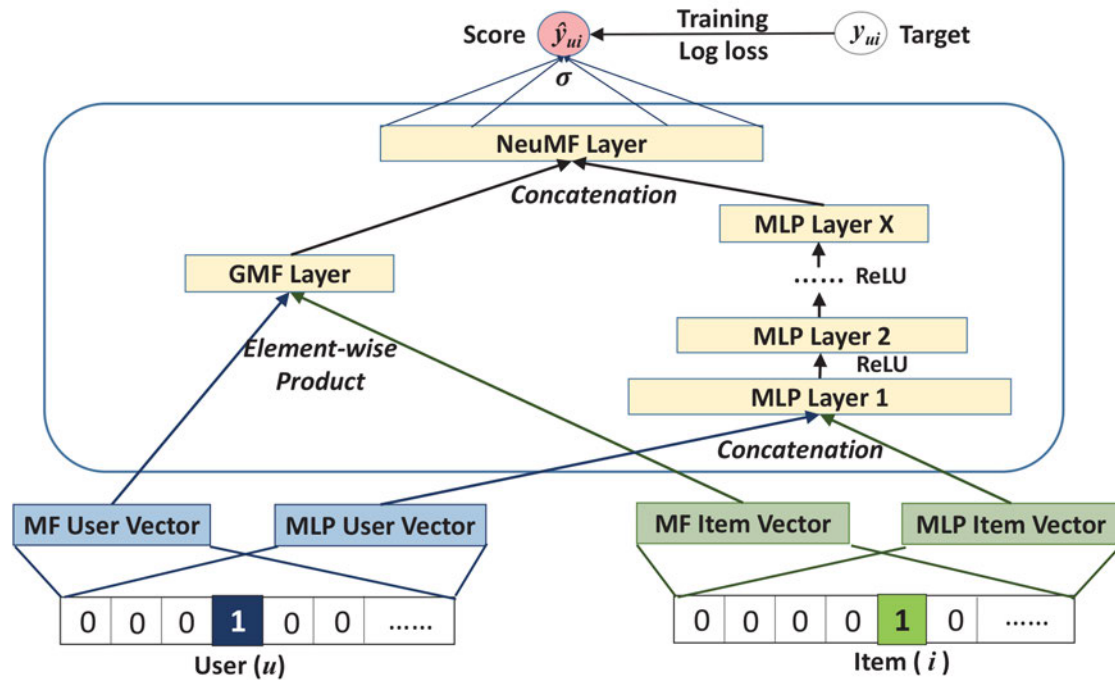 Score ŷui Training yui Target
Log loss
σ
NeuMF Layer
Concatenation
MLP Layer X
GMF Layer
…… ReLU
Element-wise
Product
MLP Layer 2
ReLU
MLP Layer 1
Concatenation
MF User Vector MLP User Vector MF Item Vector MLP Item Vector
0 0 0 1 0 0 …… 0 0 0 0 1 0 ……
User (u) Item ( i )